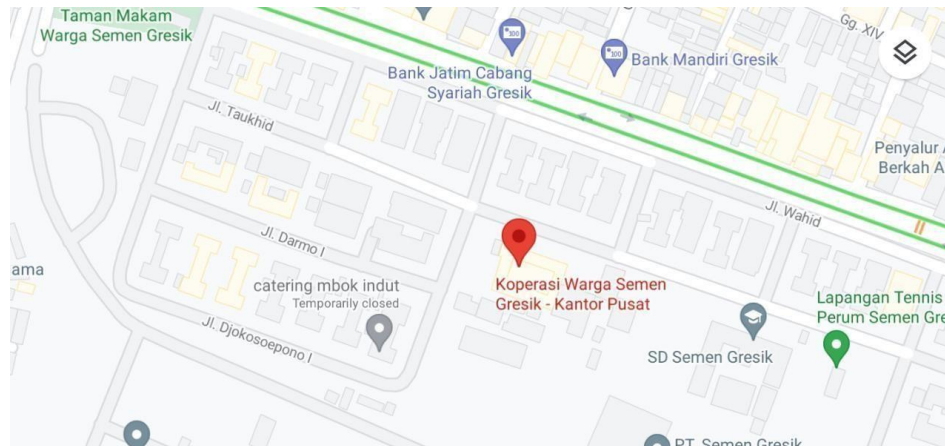 Taman Makam
Warga Semen Gresik
Gg. XIV
Bank Jatim Cabang
Syariah Gresik
Bank Mandiri Gresik
Jl. Taukhid
Penyalur
Berkah A
Jl. Wahid
Jl. Darmo I
ama
catering mbok indut
Temporarily closed
Koperasi Warga Semen
Gresik - Kantor Pusat
Lapangan Tennis
Perum Semen Gre
Jl. Djokosoepono I
SD Semen Gresik
PT. Semen Gresik